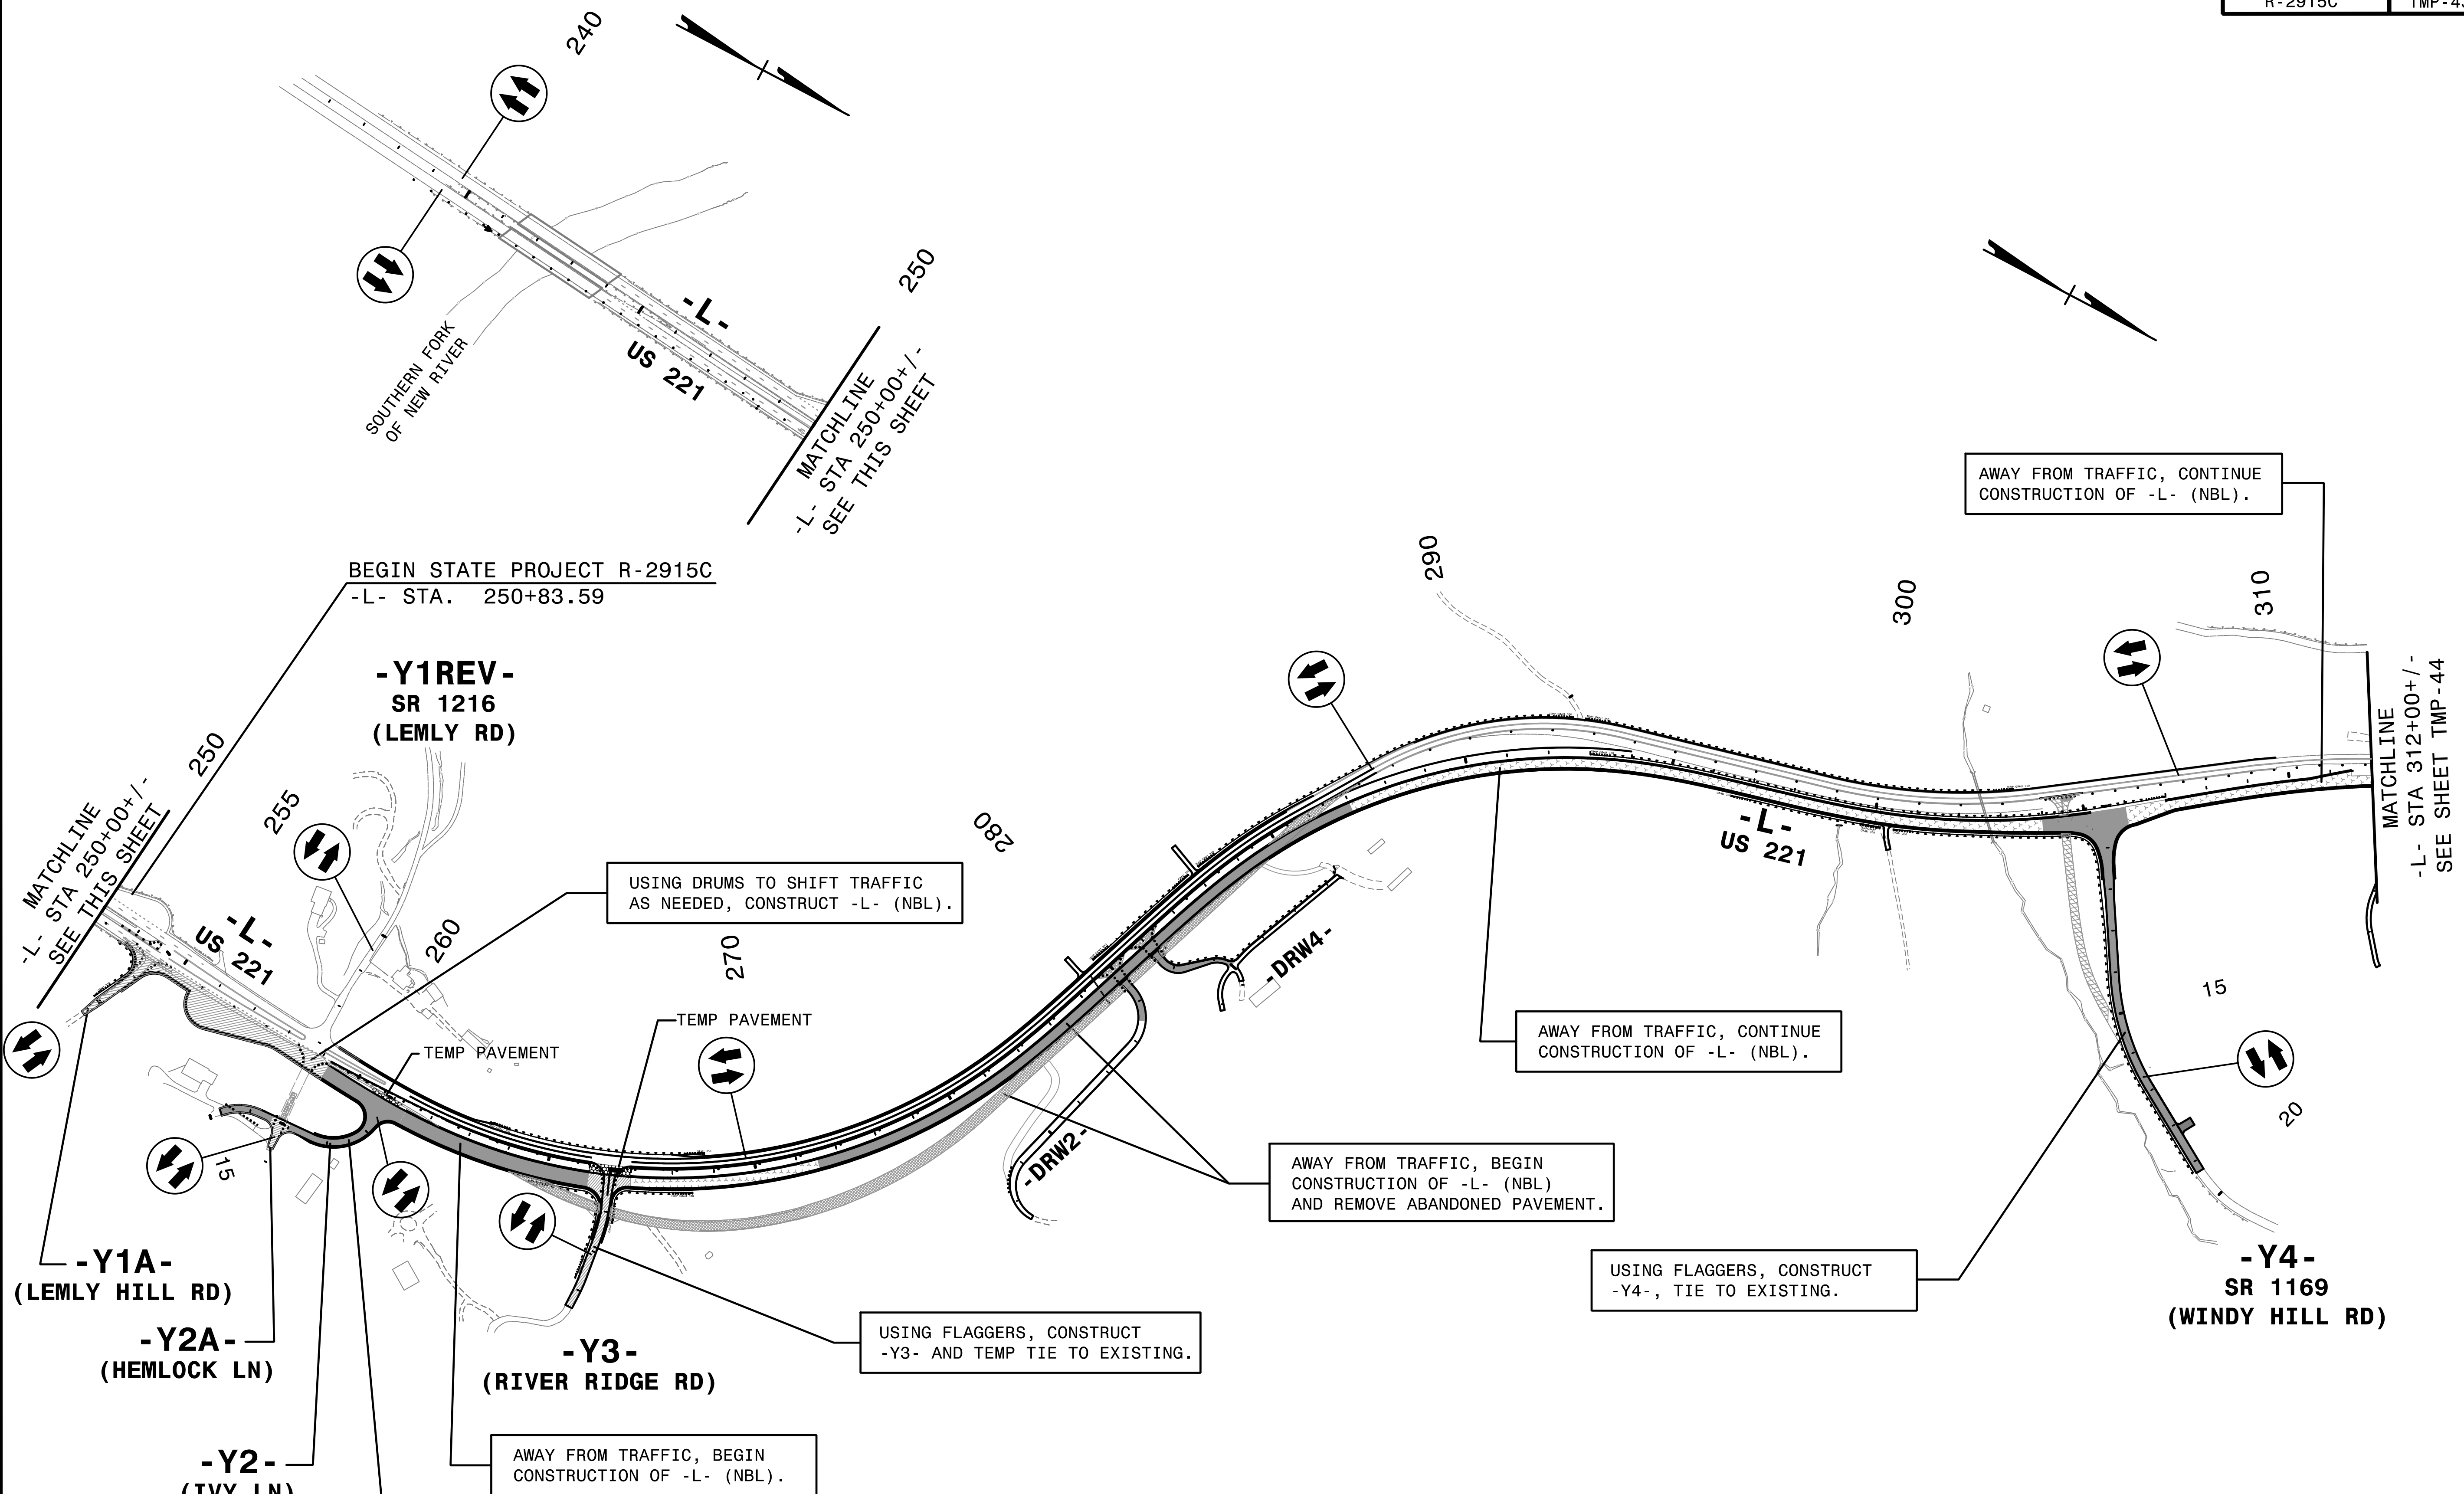 R-2915C
240
SOUTHERN FORK
OF NEW RIVER
-L-
US 221
250
MATCHLINE
-L- STA 250+00+/-
SEE THIS SHEET
BEGIN STATE PROJECT R-2915C
-L- STA. 250+83.59
-Y1REV-
SR 1216
(LEMLY RD)
MATCHLINE
-L- STA 250+00+/-
SEE THIS SHEET
250
255
-L-
US 221
260
USING DRUMS TO SHIFT TRAFFIC
AS NEEDED, CONSTRUCT -L- (NBL).
270
TEMP PAVEMENT
TEMP PAVEMENT
280
290
300
310
AWAY FROM TRAFFIC, CONTINUE
CONSTRUCTION OF -L- (NBL).
MATCHLINE
-L- STA 312+00+/-
SEE SHEET TMP-44
-L-
US 221
-DRW4-
-DRW2-
AWAY FROM TRAFFIC, CONTINUE
CONSTRUCTION OF -L- (NBL).
15
20
AWAY FROM TRAFFIC, BEGIN
CONSTRUCTION OF -L- (NBL)
AND REMOVE ABANDONED PAVEMENT.
USING FLAGGERS, CONSTRUCT
-Y4-, TIE TO EXISTING.
-Y4-
SR 1169
(WINDY HILL RD)
15
-Y1A-
(LEMLY HILL RD)
-Y2A-
(HEMLOCK LN)
-Y3-
(RIVER RIDGE RD)
USING FLAGGERS, CONSTRUCT
-Y3- AND TEMP TIE TO EXISTING.
-Y2-
(IVY LN)
AWAY FROM TRAFFIC, BEGIN
CONSTRUCTION OF -L- (NBL).